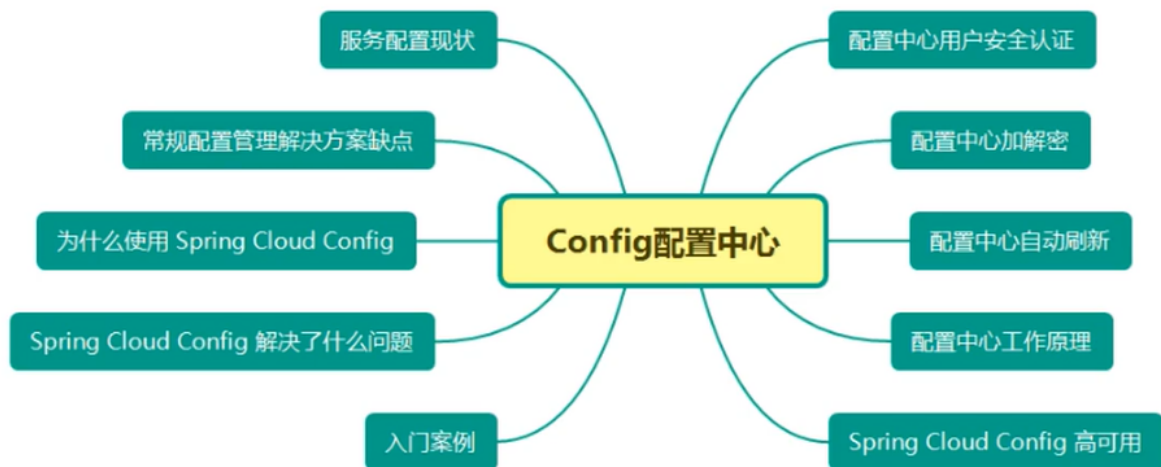 服务配置现状
常规配置管理解决方案缺点
为什么使用 Spring Cloud Config
Spring Cloud Config 解决了什么问题
入门案例
Config配置中心
配置中心用户安全认证
配置中心加解密
配置中心自动刷新
配置中心工作原理
Spring Cloud Config 高可用